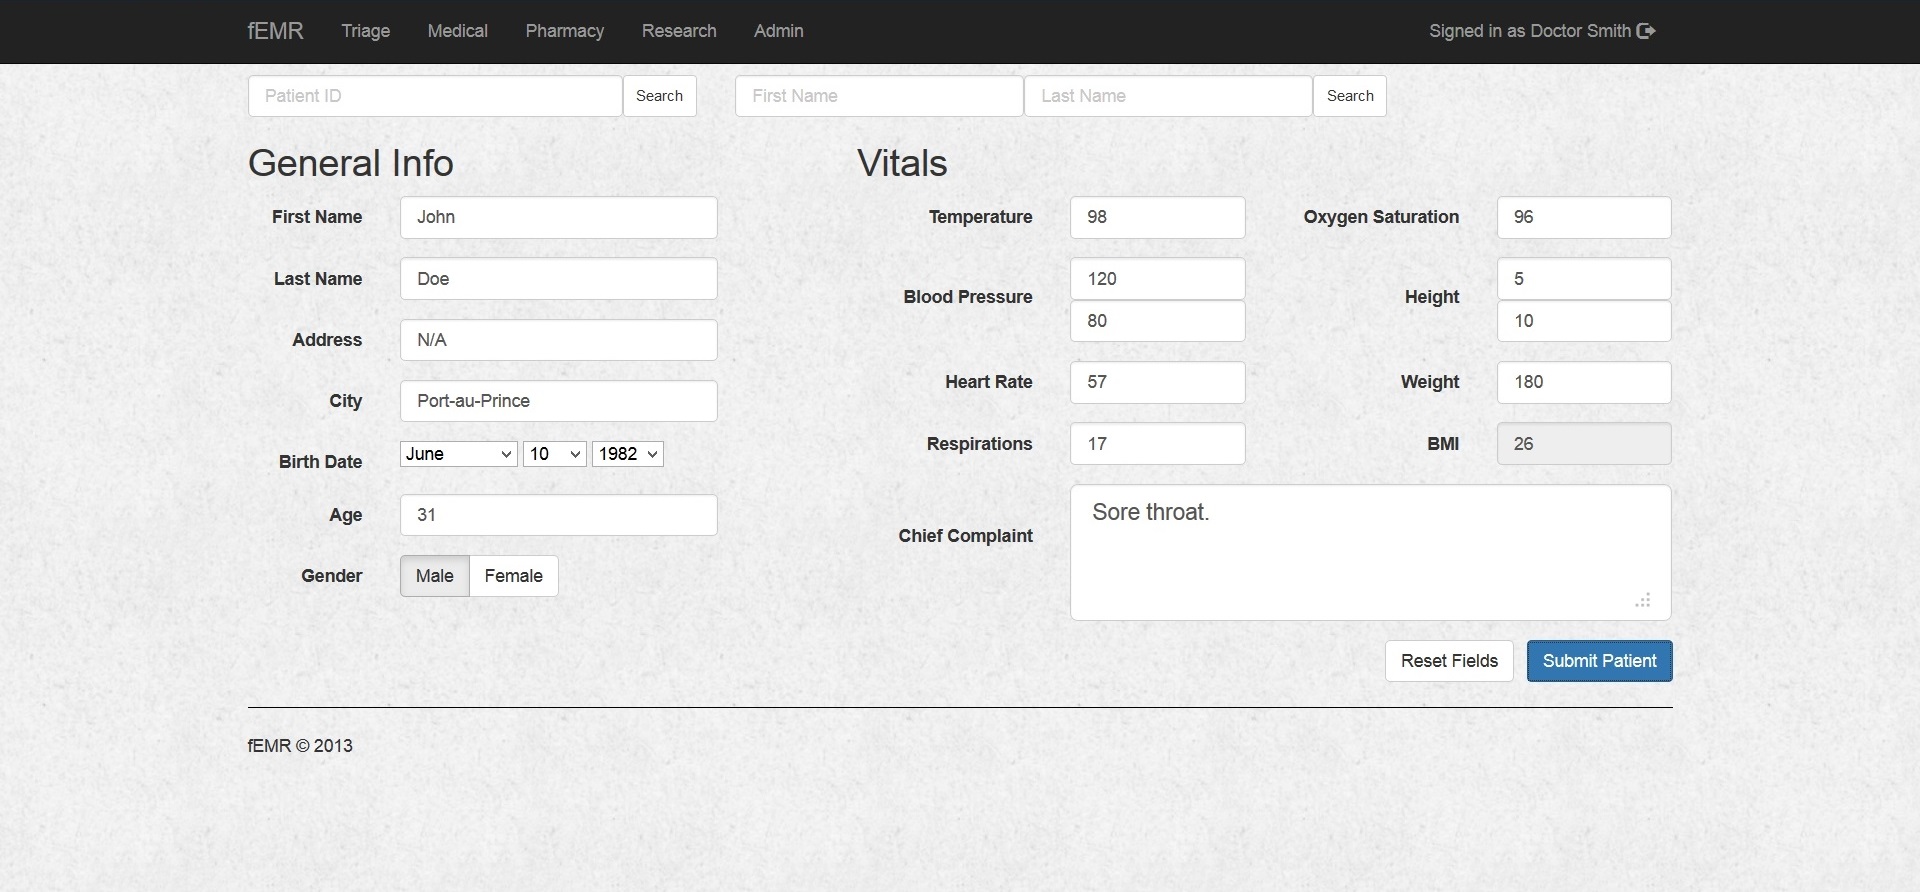 fEMR Triage Medical Pharmacy Research Admin Signed in as Doctor Smith
Patient ID Search First Name Last Name Search
General Info
First Name John
Last Name Doe
Address N/A
City Port-au-Prince
Birth Date June 10 1982
Age 31
Gender Male Female
Vitals
Temperature 98 Oxygen Saturation 96
Blood Pressure 120 80 Height 5 10
Heart Rate 57 Weight 180
Respirations 17 BMI 26
Chief Complaint Sore throat.
Reset Fields Submit Patient
fEMR © 2013